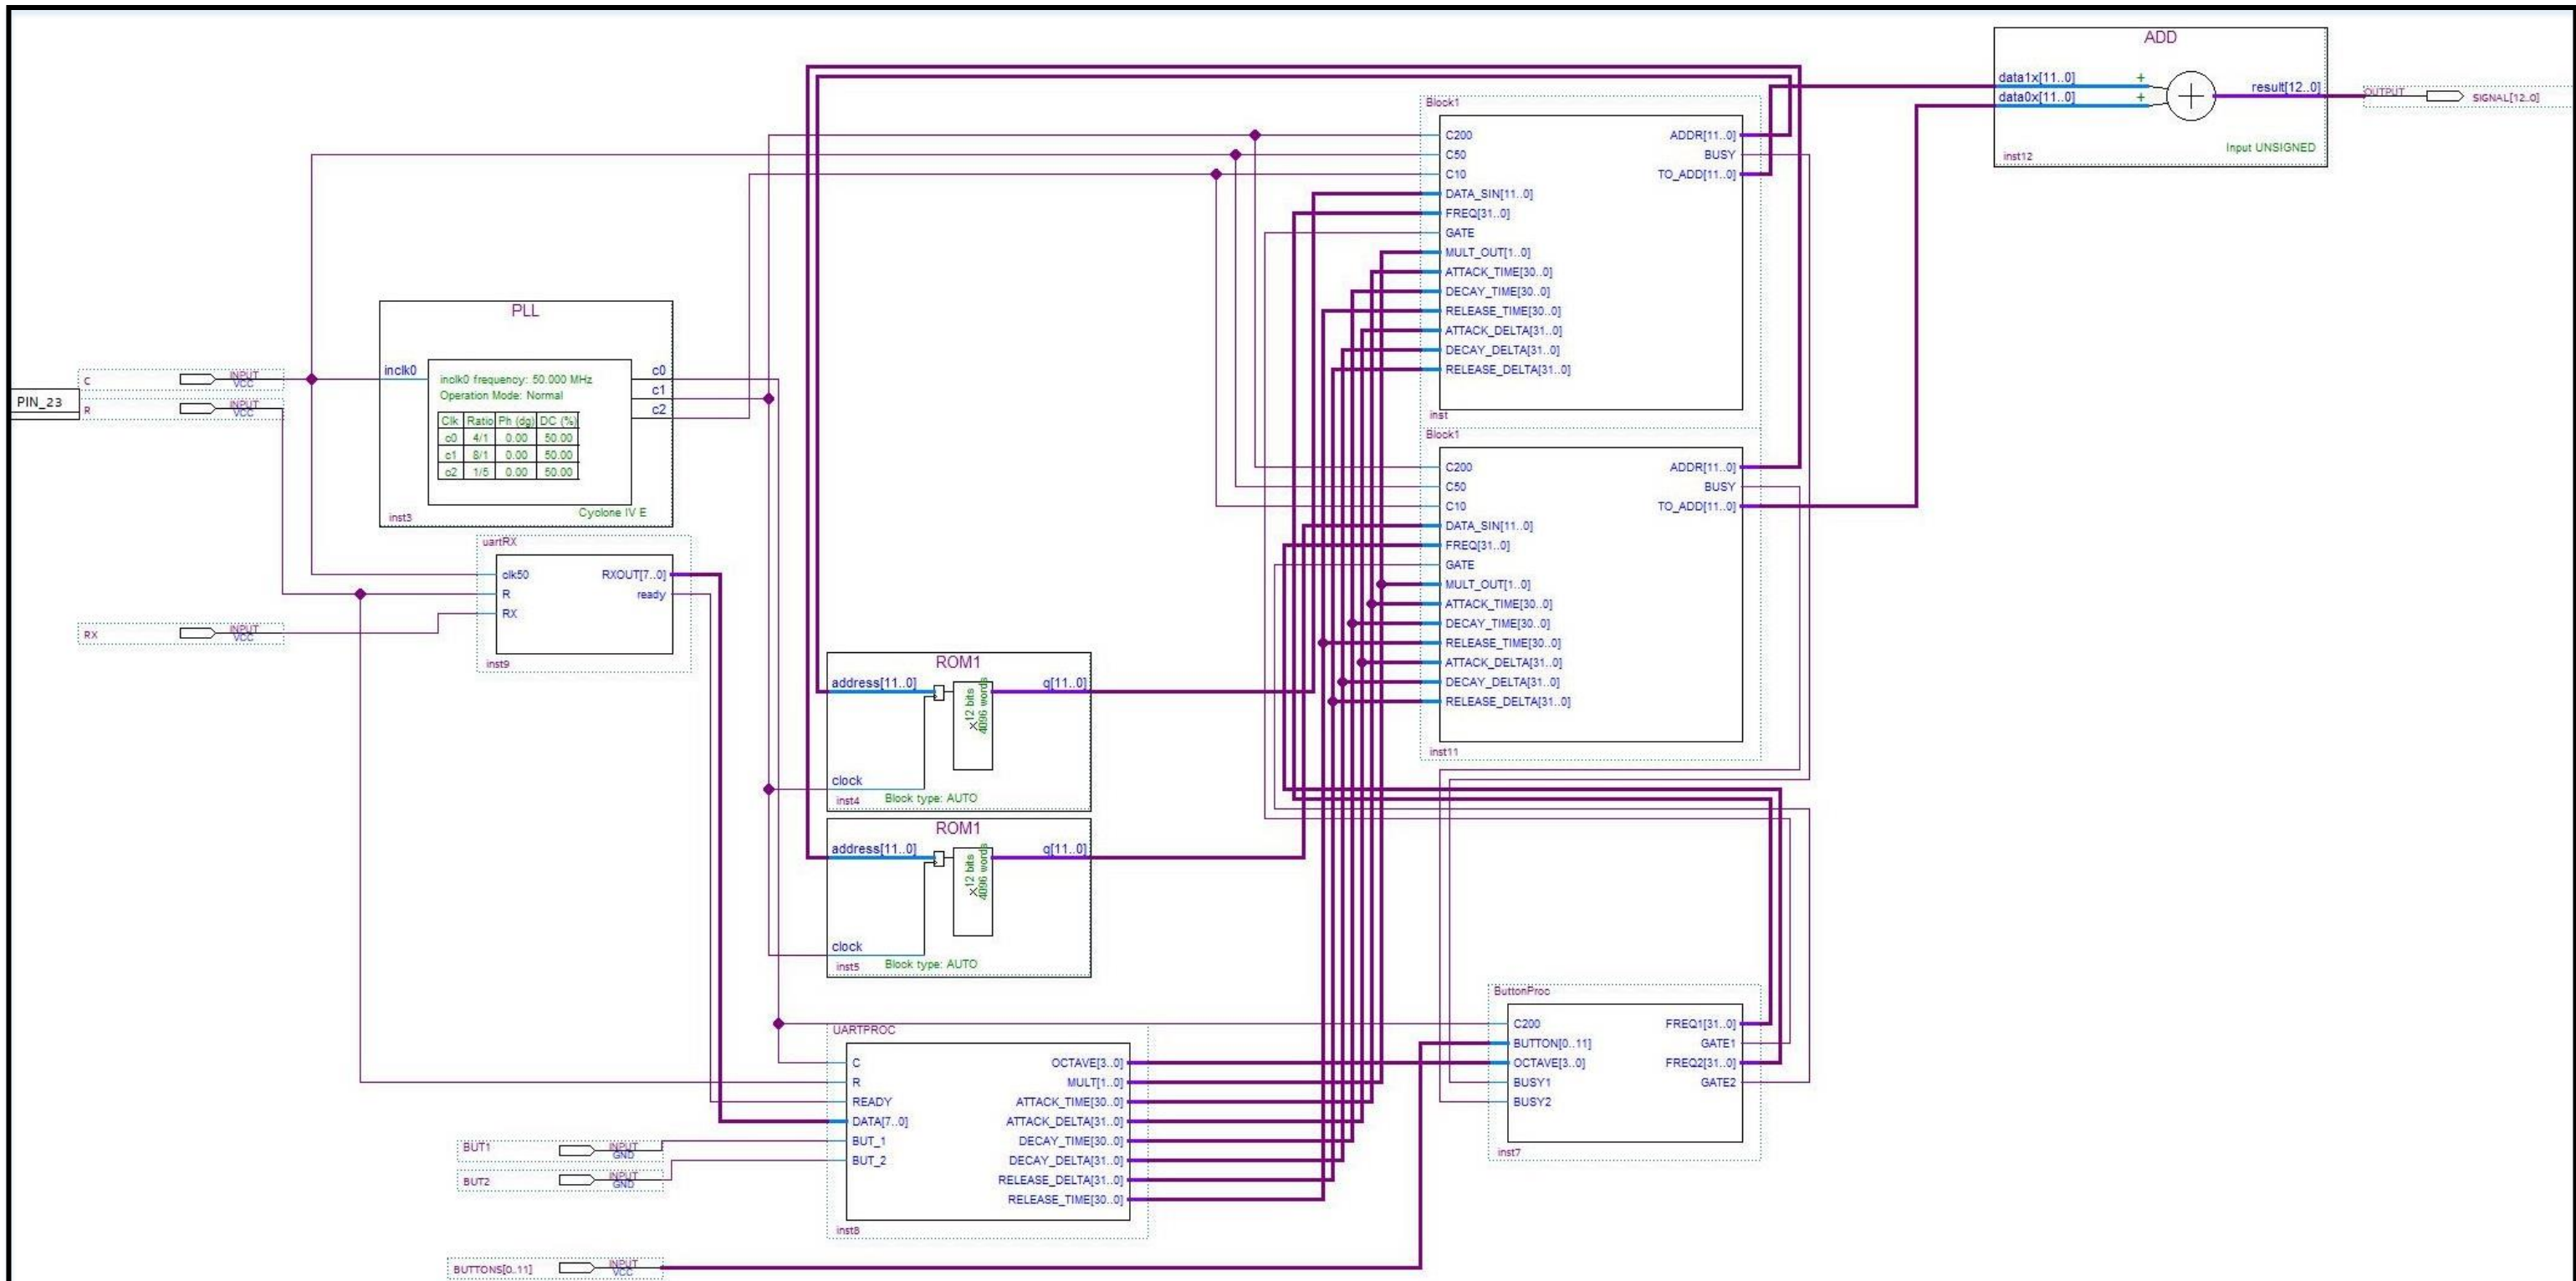 ADD
data1x[11..0]
+
data0x[11..0]
+
result[12..0]
Input UNSIGNED
inst12
OUTPUT
SIGNAL[12..0]
Block1
C200
C50
C10
DATA_SIN[11..0]
FREQ[31..0]
GATE
MULT_OUT[1..0]
ATTACK_TIME[30..0]
DECAY_TIME[30..0]
RELEASE_TIME[30..0]
ATTACK_DELTA[31..0]
DECAY_DELTA[31..0]
RELEASE_DELTA[31..0]
ADDR[11..0]
BUSY
TO_ADD[11..0]
inst
Block1
C200
C50
C10
DATA_SIN[11..0]
FREQ[31..0]
GATE
MULT_OUT[1..0]
ATTACK_TIME[30..0]
DECAY_TIME[30..0]
RELEASE_TIME[30..0]
ATTACK_DELTA[31..0]
DECAY_DELTA[31..0]
RELEASE_DELTA[31..0]
ADDR[11..0]
BUSY
TO_ADD[11..0]
inst11
PIN_23
C
INPUT
VCC
R
INPUT
VCC
PLL
inclk0
inclk0 frequency: 50.000 MHz
Operation Mode: Normal
Clk Ratio Ph (dg) DC (%)
c0 4/1 0.00 50.00
c1 8/1 0.00 50.00
c2 1/5 0.00 50.00
c0
c1
c2
Cyclone IV E
inst3
uartRX
clk50
R
RX
RXOUT[7..0]
ready
inst9
RX
INPUT
VCC
ROM1
address[11..0]
q[11..0]
12 bits
4096 words
clock
Block type: AUTO
inst4
ROM1
address[11..0]
q[11..0]
12 bits
4096 words
clock
Block type: AUTO
inst5
UARTPROC
C
R
READY
DATA[7..0]
BUT_1
BUT_2
OCTAVE[3..0]
MULT[1..0]
ATTACK_TIME[30..0]
ATTACK_DELTA[31..0]
DECAY_TIME[30..0]
DECAY_DELTA[31..0]
RELEASE_DELTA[31..0]
RELEASE_TIME[30..0]
inst8
BUT1
INPUT
GND
BUT2
INPUT
GND
BUTTONS[0..11]
INPUT
VCC
ButtonProc
C200
BUTTON[0..11]
OCTAVE[3..0]
BUSY1
BUSY2
FREQ1[31..0]
GATE1
FREQ2[31..0]
GATE2
inst7